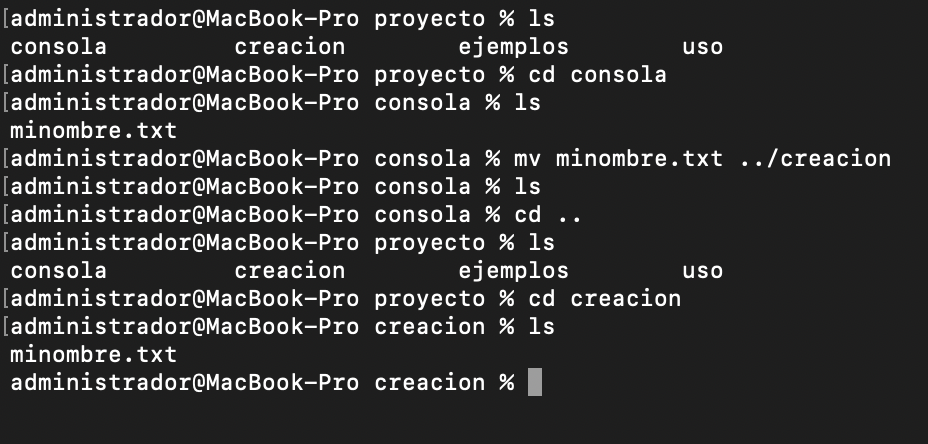 [administrador@MacBook-Pro proyecto % ls
consola creacion ejemplos uso
[administrador@MacBook-Pro proyecto % cd consola
[administrador@MacBook-Pro consola % ls
minombre.txt
[administrador@MacBook-Pro consola % mv minombre.txt ../creacion
[administrador@MacBook-Pro consola % ls
[administrador@MacBook-Pro consola % cd ..
[administrador@MacBook-Pro proyecto % ls
consola creacion ejemplos uso
[administrador@MacBook-Pro proyecto % cd creacion
[administrador@MacBook-Pro creacion % ls
minombre.txt
administrador@MacBook-Pro creacion %